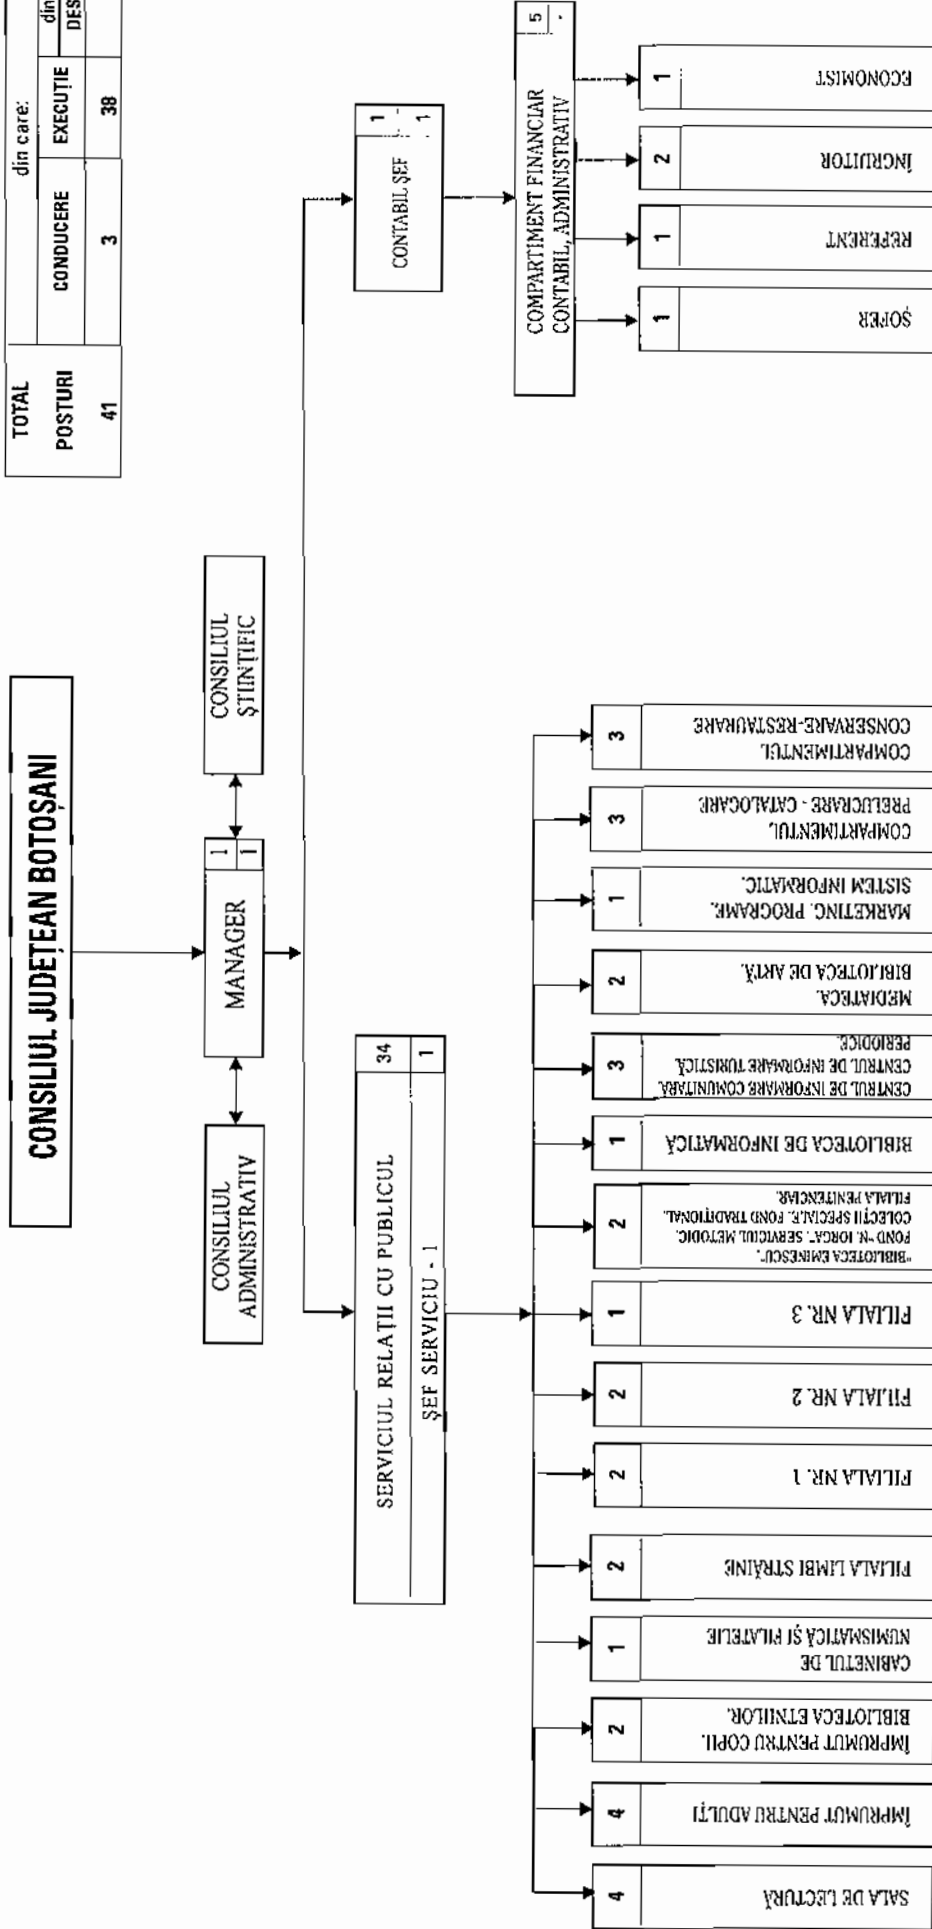 CONSILIUL JUDEȚEAN BOTOȘANI
TOTAL
POSTURI
din care:
CONDUCERE
EXECUȚIE
din
DES
41
3
38
CONSILIUL
ADMINISTRATIV
MANAGER
1
1
CONSILIUL
ȘTIINȚIFIC
SERVICIUL RELAȚII CU PUBLICUL
34
ȘEF SERVICIU - 1
1
CONTABIL ȘEF
1
1
COMPARTIMENT FINANCIAR
CONTABIL, ADMINISTRATIV
5
-
4
SALA DE LECTURĂ
4
ÎMPRUMUT PENTRU ADULȚI
2
ÎMPRUMUT PENTRU COPII.
BIBLIOTECA ETNIILOR.
1
CABINETUL DE
NUMISMATICĂ ȘI FILATELIE
2
FILIALA LIMBI STRĂINE
2
FILIALA NR. 1
2
FILIALA NR. 2
1
FILIALA NR. 3
2
"BIBLIOTECA EMINESCU".
FOND "N. IORGA". SERVICIUL METODIC.
COLECȚII SPECIALE. FOND TRADIȚIONAL.
FILIALA PENITENCIAR.
1
BIBLIOTECA DE INFORMATICĂ
3
CENTRUL DE INFORMARE COMUNITARĂ.
CENTRUL DE INFORMARE TURISTICĂ.
PERIODICE.
2
MEDIATECA.
BIBLIOTECA DE ARTĂ.
1
MARKETING. PROGRAME.
SISTEM INFORMATIC.
3
COMPARTIMENTUL
PRELUCRARE - CATALOGARE
3
COMPARTIMENTUL
CONSERVARE-RESTAURARE
1
ȘOFER
1
REFERENT
2
ÎNGRIJITOR
1
ECONOMIST